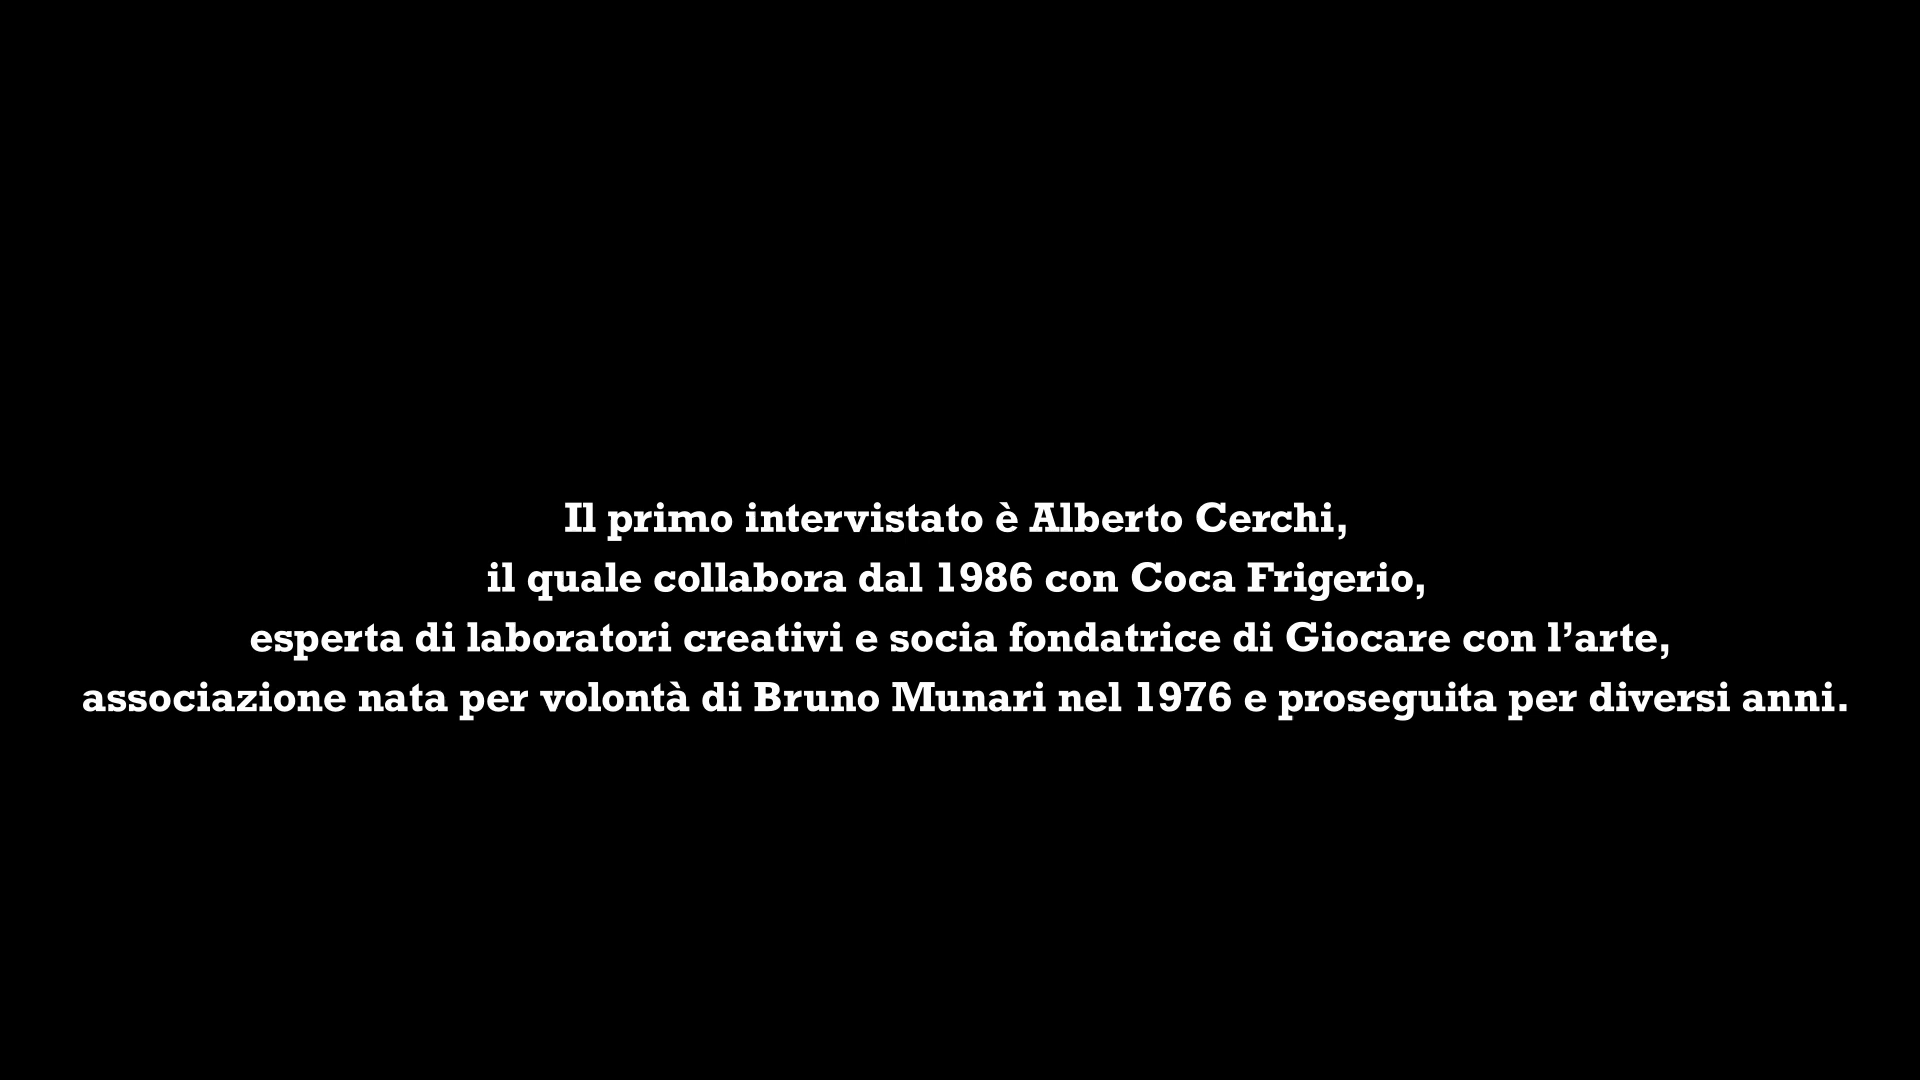 Il primo intervistato è Alberto Cerchi,
il quale collabora dal 1986 con Coca Frigerio,
esperta di laboratori creativi e socia fondatrice di Giocare con l’arte,
associazione nata per volontà di Bruno Munari nel 1976 e proseguita per diversi anni.